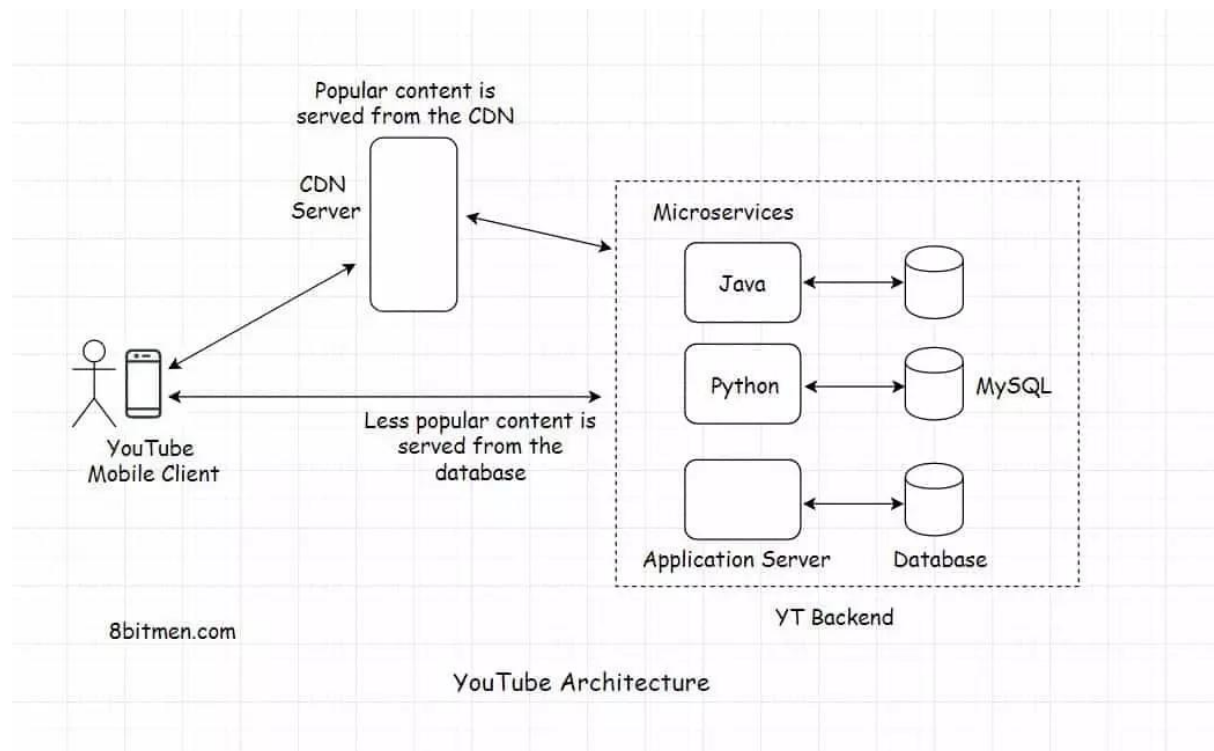 Popular content is
served from the CDN
CDN
Server
Microservices
Java
Python
MySQL
Less popular content is
served from the
database
YouTube
Mobile Client
Application Server
Database
YT Backend
8bitmen.com
YouTube Architecture